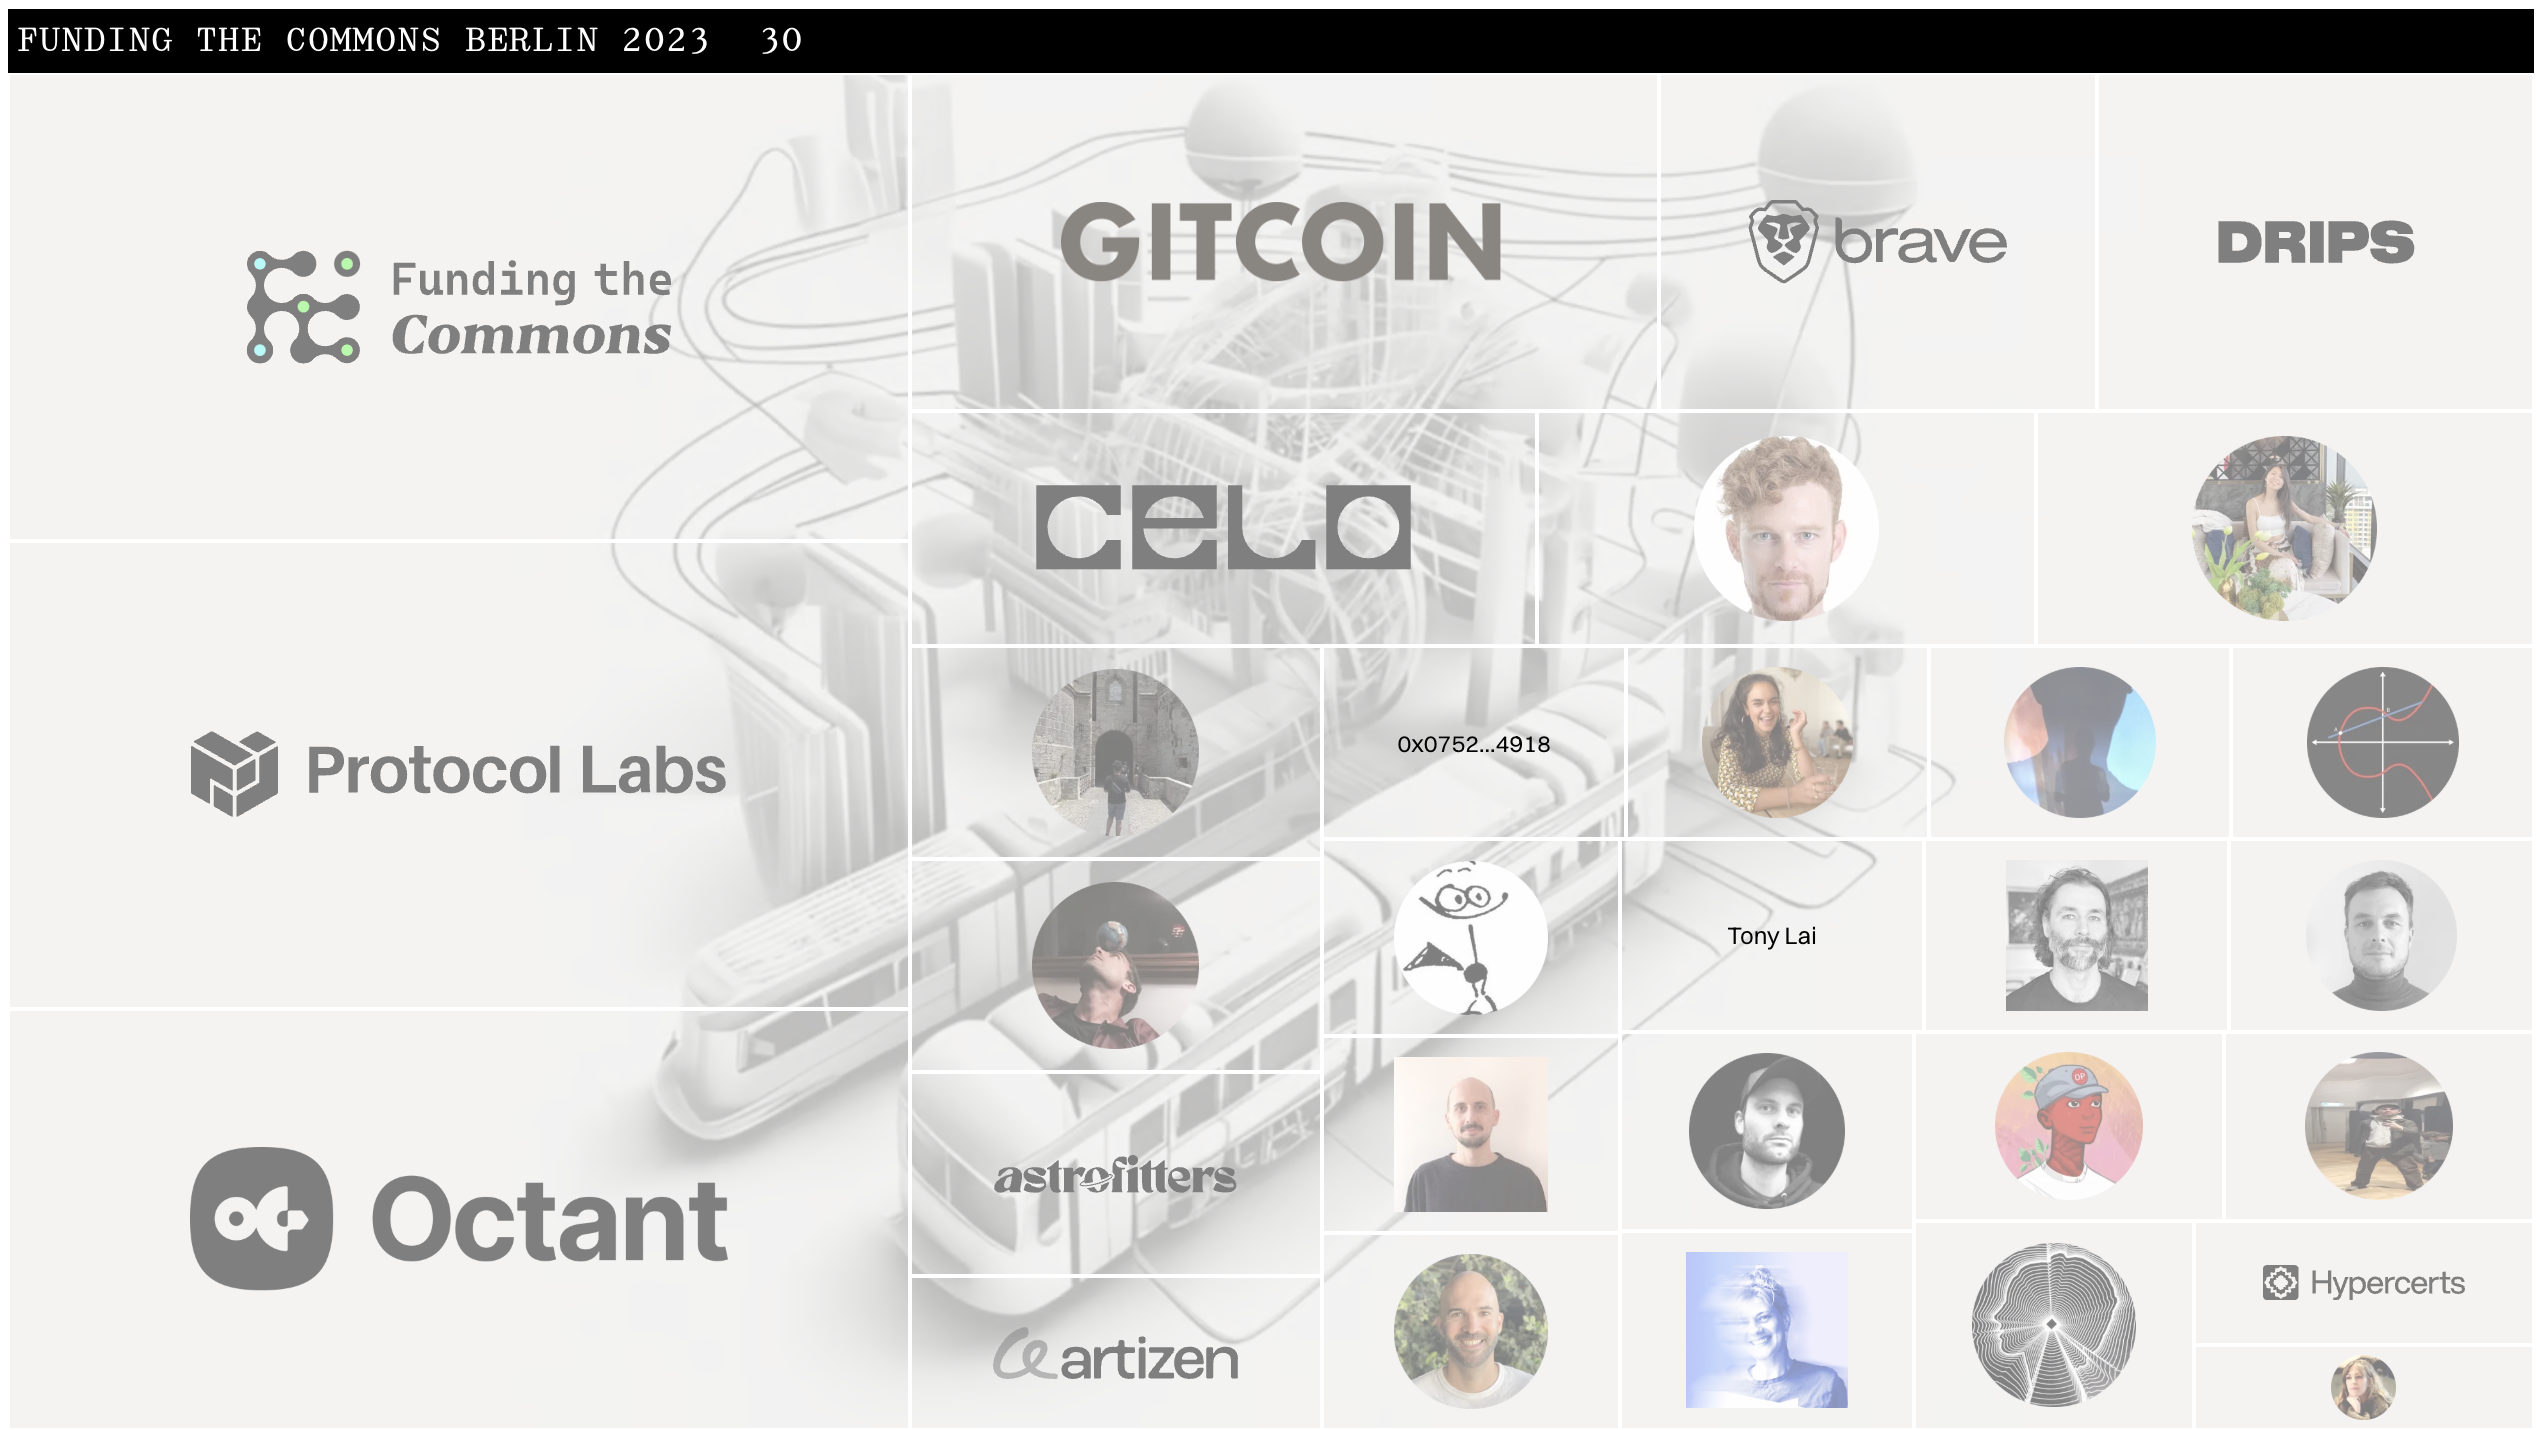 FUNDING THE COMMONS BERLIN 2023 30
Funding the
Commons
GITCOIN
brave
DRIPS
CELO
Protocol Labs
0x0752...4918
Tony Lai
OP
Octant
astrofitters
artizen
Hypercerts